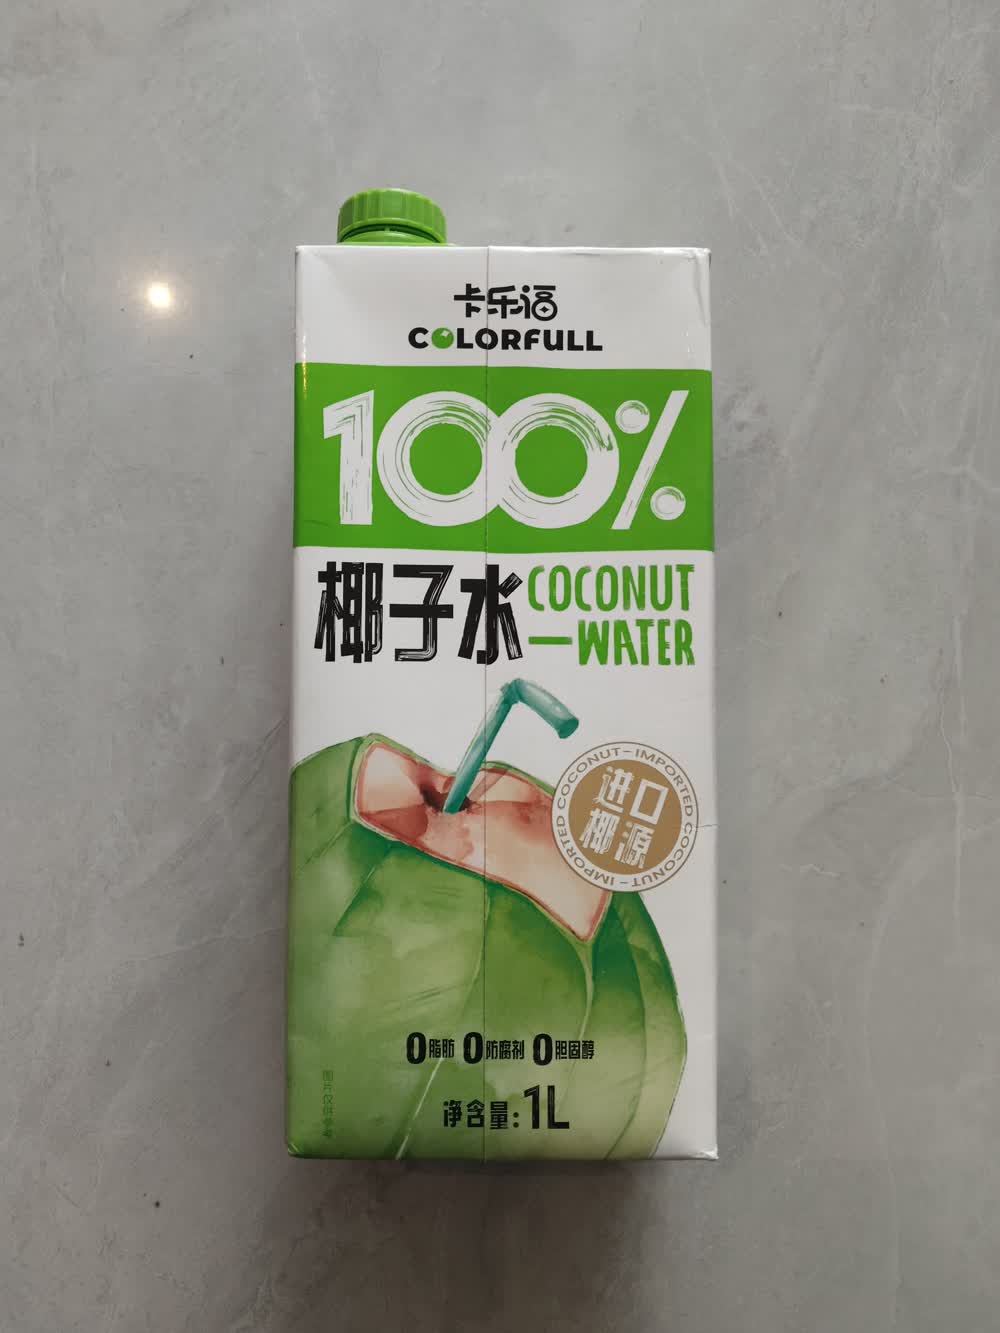 卡乐福
COLORFULL
100%
椰子水
COCONUT
WATER
IMPORTED COCONUT – IMPORTED COCONUT –
进口
椰源
0脂肪 0防腐剂 0胆固醇
净含量:1L
图片仅供参考